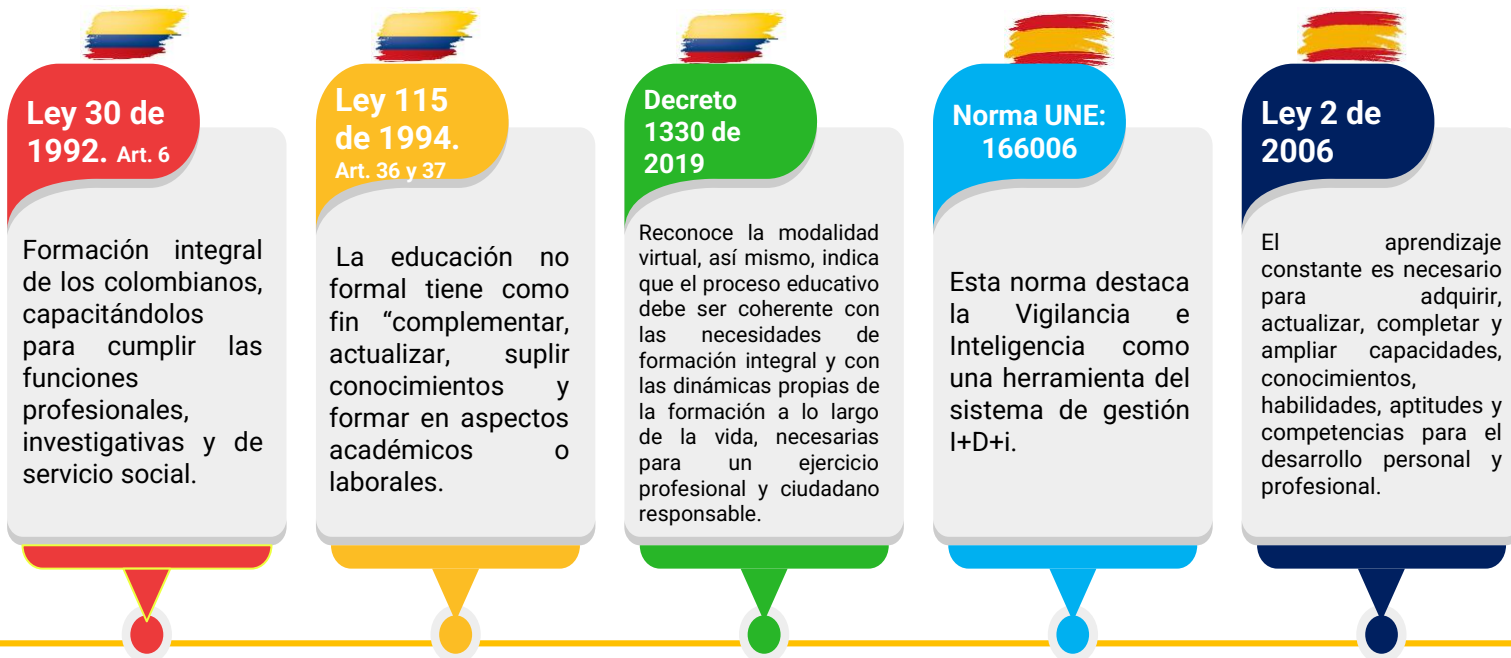 Ley 30 de
1992. Art. 6
Formación integral
de los colombianos,
capacitándolos
para cumplir las
funciones
profesionales,
investigativas y de
servicio social.
Ley 115
de 1994.
Art. 36 y 37
La educación no
formal tiene como
fin “complementar,
actualizar, suplir
conocimientos y
formar en aspectos
académicos o
laborales.
Decreto
1330 de
2019
Reconoce la modalidad
virtual, así mismo, indica
que el proceso educativo
debe ser coherente con
las necesidades de
formación integral y con
las dinámicas propias de
la formación a lo largo
de la vida, necesarias
para un ejercicio
profesional y ciudadano
responsable.
Norma UNE:
166006
Esta norma destaca
la Vigilancia e
Inteligencia como
una herramienta del
sistema de gestión
I+D+i.
Ley 2 de
2006
El aprendizaje
constante es necesario
para adquirir,
actualizar, completar y
ampliar capacidades,
conocimientos,
habilidades, aptitudes y
competencias para el
desarrollo personal y
profesional.